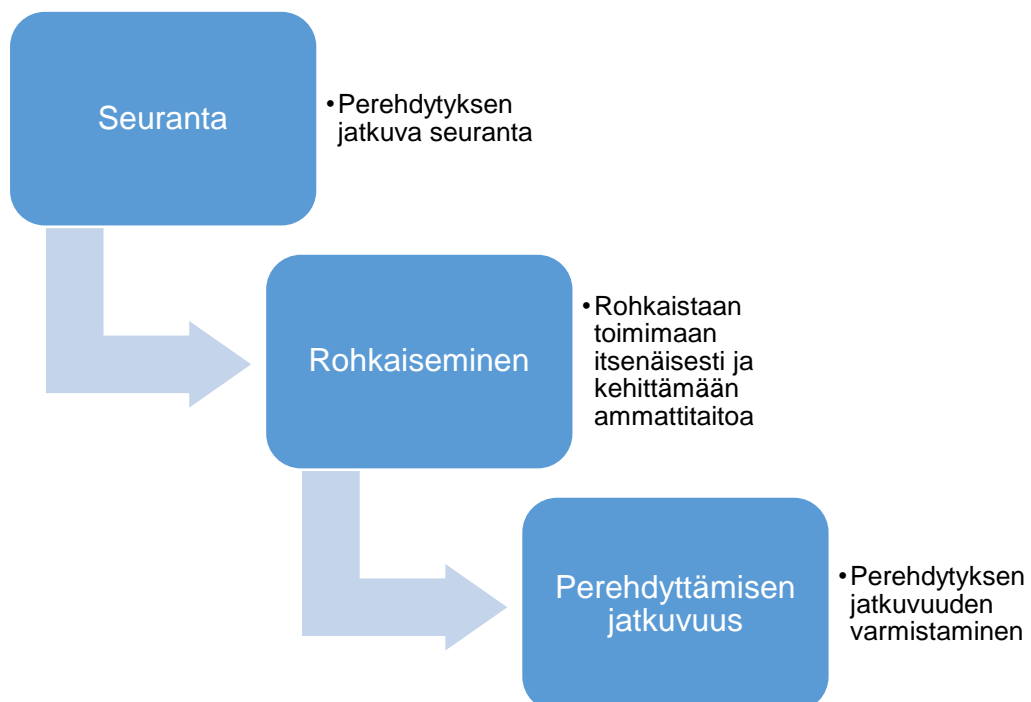 Seuranta
•Perehdytyksen
jatkuva seuranta
Rohkaiseminen
•Rohkaistaan
toimimaan
itsenäisesti ja
kehittämään
ammattitaitoa
Perehdyttämisen
jatkuvuus
•Perehdytyksen
jatkuvuuden
varmistaminen